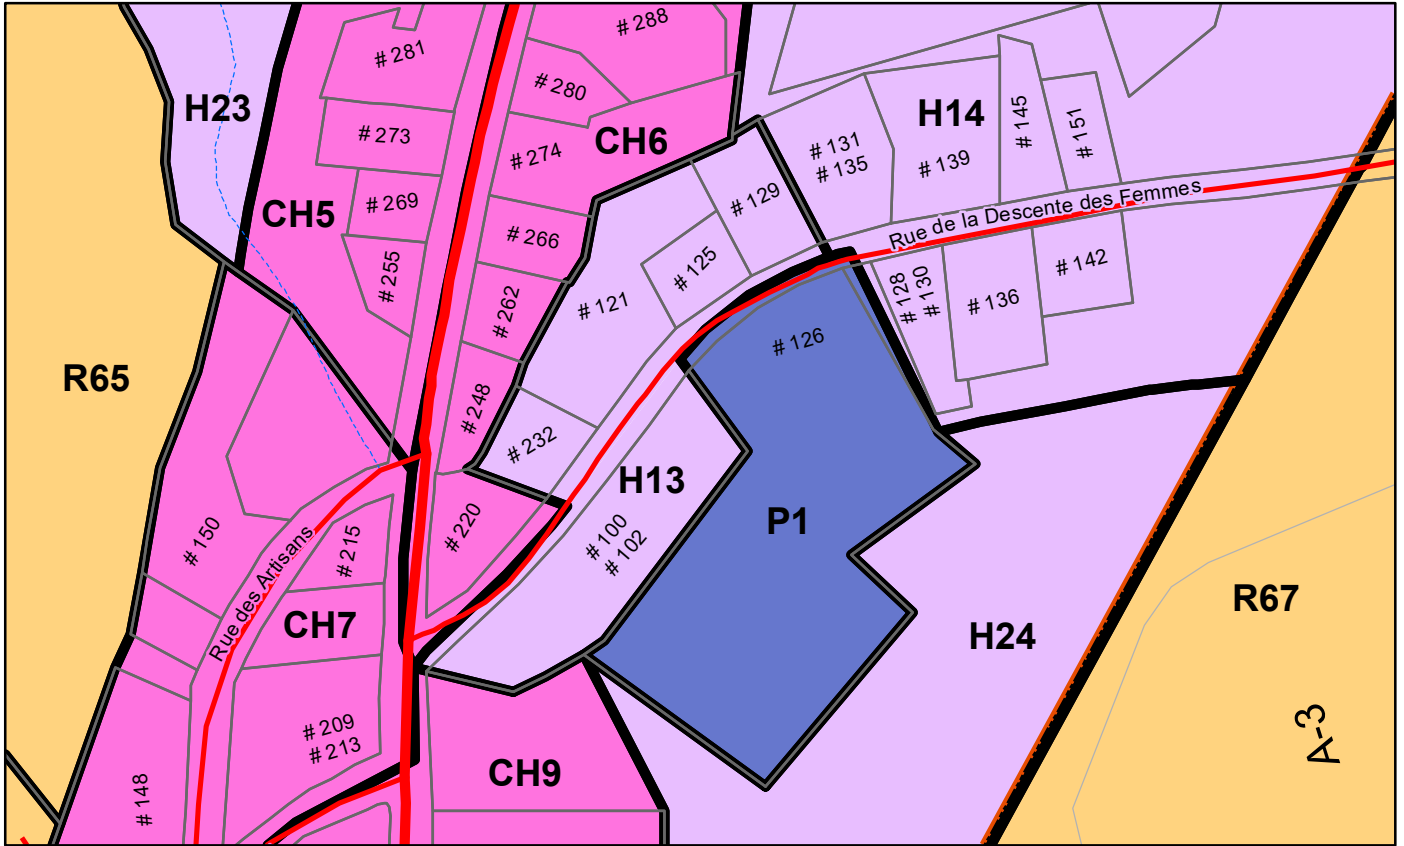 # 288
# 281
# 280
H23
# 273
CH6
# 274
H14
# 145
# 151
# 131
# 135
# 139
CH5
# 269
# 129
Rue de la Descente des Femmes
# 266
# 255
# 125
# 142
# 128
# 130
# 136
# 262
# 121
# 126
R65
# 248
# 232
H13
P1
# 150
# 220
# 215
# 100
# 102
Rue des Artisans
CH7
R67
H24
# 209
# 213
A-3
CH9
# 148